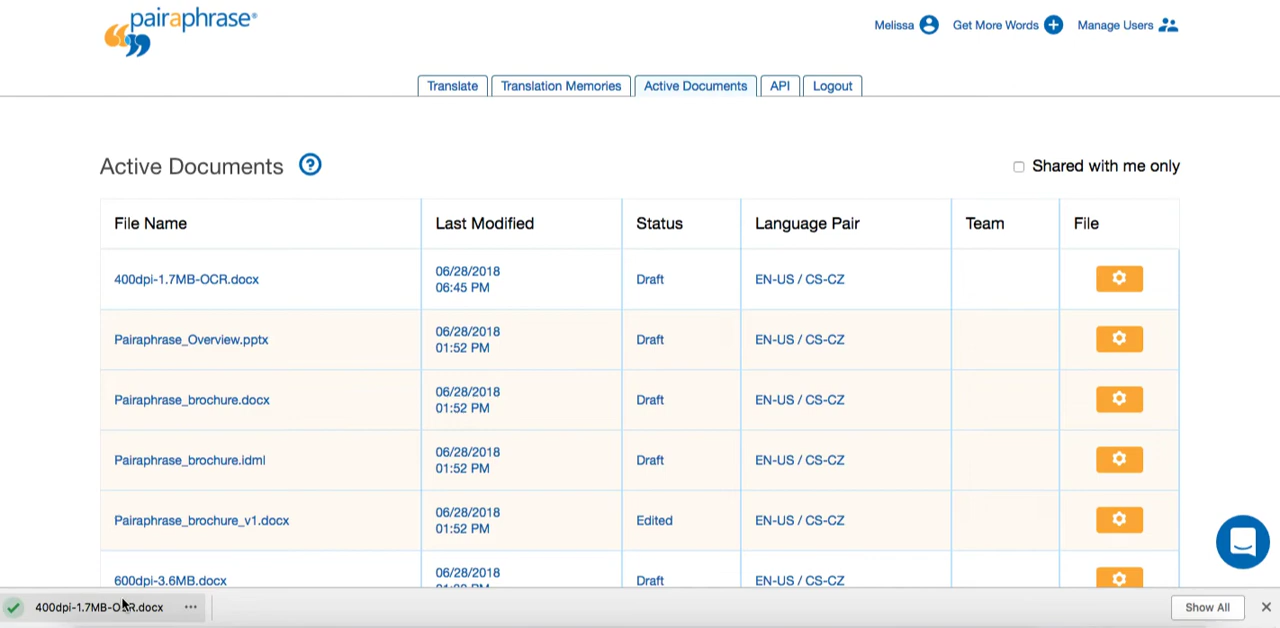 pairaphrase®
Melissa Get More Words Manage Users
Translate Translation Memories Active Documents API Logout
Active Documents ? Shared with me only
File Name Last Modified Status Language Pair Team File
400dpi-1.7MB-OCR.docx 06/28/2018 06:45 PM Draft EN-US / CS-CZ
Pairaphrase_Overview.pptx 06/28/2018 01:52 PM Draft EN-US / CS-CZ
Pairaphrase_brochure.docx 06/28/2018 01:52 PM Draft EN-US / CS-CZ
Pairaphrase_brochure.idml 06/28/2018 01:52 PM Draft EN-US / CS-CZ
Pairaphrase_brochure_v1.docx 06/28/2018 01:52 PM Edited EN-US / CS-CZ
600dpi-3.6MB.docx 06/28/2018 Draft EN-US / CS-CZ
400dpi-1.7MB-OCR.docx ... Show All